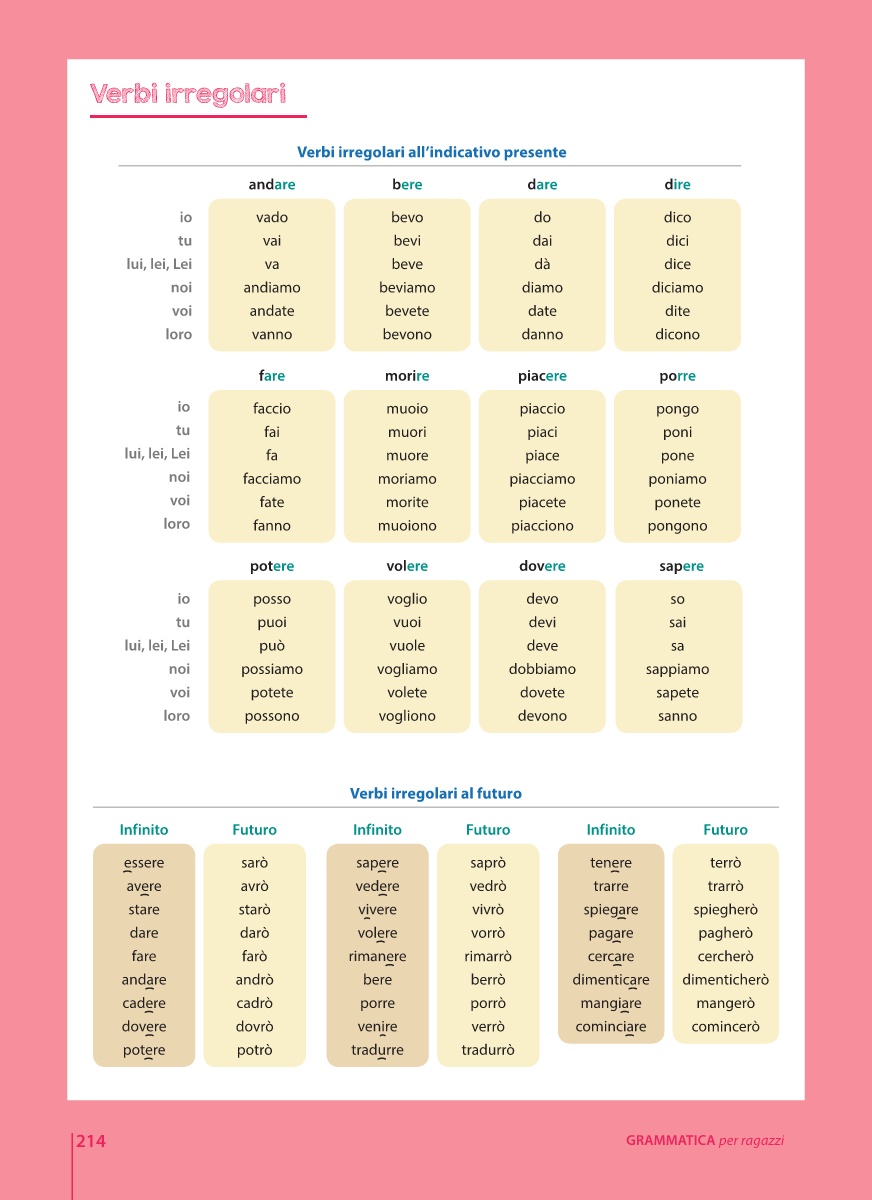 Verbi irregolari
Verbi irregolari all'indicativo presente
andare bere dare dire
io vado bevo do dico
tu vai bevi dai dici
lui, lei, Lei va beve dà dice
noi andiamo beviamo diamo diciamo
voi andate bevete date dite
loro vanno bevono danno dicono
fare morire piacere porre
io faccio muoio piaccio pongo
tu fai muori piaci poni
lui, lei, Lei fa muore piace pone
noi facciamo moriamo piacciamo poniamo
voi fate morite piacete ponete
loro fanno muoiono piacciono pongono
potere volere dovere sapere
io posso voglio devo so
tu puoi vuoi devi sai
lui, lei, Lei può vuole deve sa
noi possiamo vogliamo dobbiamo sappiamo
voi potete volete dovete sapete
loro possono vogliono devono sanno
Verbi irregolari al futuro
Infinito Futuro Infinito Futuro Infinito Futuro
essere sarò sapere saprò tenere terrò
avere avrò vedere vedrò trarre trarrò
stare starò vivere vivrò spiegare spiegherò
dare darò volere vorrò pagare pagherò
fare farò rimanere rimarrò cercare cercherò
andare andrò bere berrò dimenticare dimenticherò
cadere cadrò porre porrò mangiare mangerò
dovere dovrò venire verrò cominciare comincerò
potere potrò tradurre tradurrò
214
GRAMMATICA per ragazzi